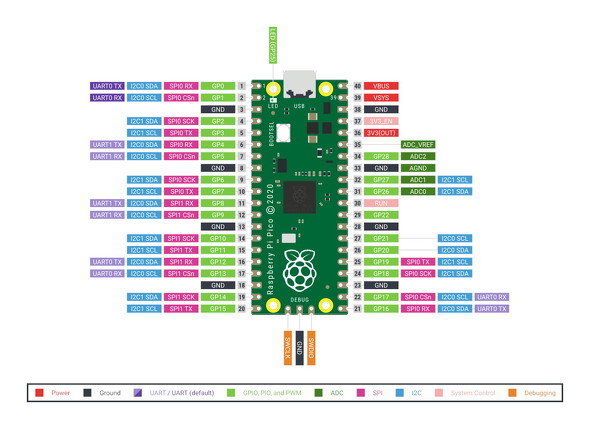 LED (GP25)
UART0 TX I2C0 SDA SPI0 RX GP0 1 1 40 VBUS
UART0 RX I2C0 SCL SPI0 CSn GP1 2 2 LED USB 39 39 VSYS
GND 3 38 GND
I2C1 SDA SPI0 SCK GP2 4 37 3V3_EN
I2C1 SCL SPI0 TX GP3 5 BOOTSEL 36 3V3(OUT)
UART1 TX I2C0 SDA SPI0 RX GP4 6 35 ADC_VREF
UART1 RX I2C0 SCL SPI0 CSn GP5 7 34 GP28 ADC2
GND 8 33 GND AGND
I2C1 SDA SPI0 SCK GP6 9 32 GP27 ADC1 I2C1 SCL
I2C1 SCL SPI0 TX GP7 10 31 GP26 ADC0 I2C1 SDA
UART1 TX I2C0 SDA SPI1 RX GP8 11 30 RUN
UART1 RX I2C0 SCL SPI1 CSn GP9 12 29 GP22
GND 13 28 GND
I2C1 SDA SPI1 SCK GP10 14 27 GP21 I2C0 SCL
I2C1 SCL SPI1 TX GP11 15 26 GP20 I2C0 SDA
UART0 TX I2C0 SDA SPI1 RX GP12 16 25 GP19 SPI0 TX I2C1 SCL
UART0 RX I2C0 SCL SPI1 CSn GP13 17 24 GP18 SPI0 SCK I2C1 SDA
GND 18 23 GND
I2C1 SDA SPI1 SCK GP14 19 22 GP17 SPI0 CSn I2C0 SCL UART0 RX
I2C1 SCL SPI1 TX GP15 20 21 GP16 SPI0 RX I2C0 SDA UART0 TX
Raspberry Pi Pico © 2020
DEBUG
SWCLK GND SWDIO
Power Ground UART / UART (default) GPIO, PIO, and PWM ADC SPI I2C System Control Debugging